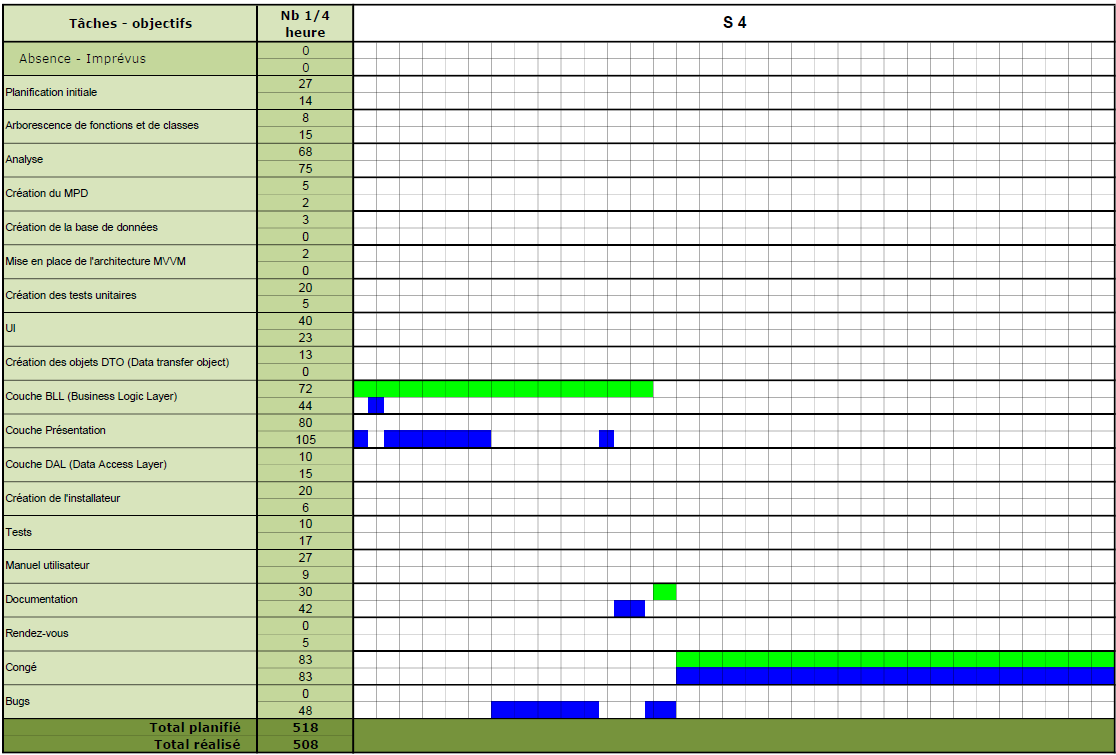 Tâches - objectifs
Nb 1/4
heure
S 4
Absence - Imprévus
0
0
Planification initiale
27
14
Arborescence de fonctions et de classes
8
15
Analyse
68
75
Création du MPD
5
2
Création de la base de données
3
0
Mise en place de l'architecture MVVM
2
0
Création des tests unitaires
20
5
UI
40
23
Création des objets DTO (Data transfer object)
13
0
Couche BLL (Business Logic Layer)
72
44
Couche Présentation
80
105
Couche DAL (Data Access Layer)
10
15
Création de l'installateur
20
6
Tests
10
17
Manuel utilisateur
27
9
Documentation
30
42
Rendez-vous
0
5
Congé
83
83
Bugs
0
48
Total planifié 518
Total réalisé 508